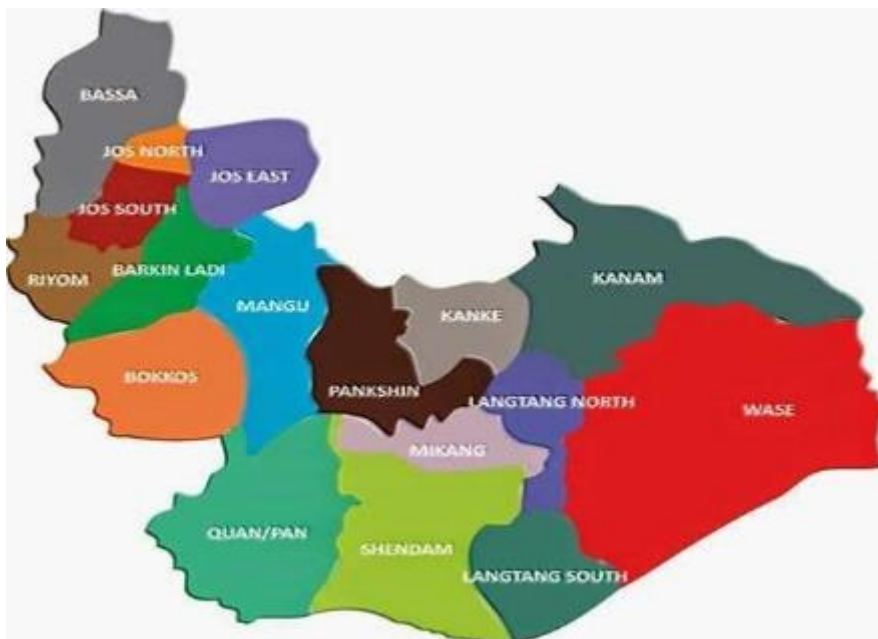 BASSA
JOS NORTH
JOS EAST
JOS SOUTH
RIYOM
BARKIN LADI
MANGU
KANKE
KANAM
BOKKOS
PANKSHIN
LANGTANG NORTH
WASE
MIKANG
QUAN/PAN
SHENDAM
LANGTANG SOUTH